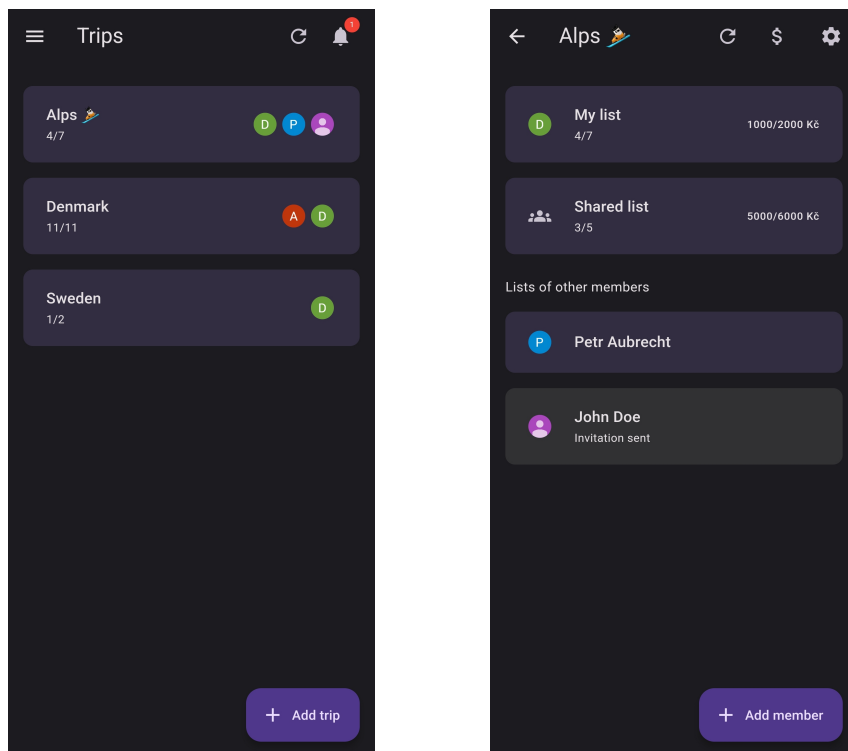 Trips
1
Alps ⛷
4/7
D P
Denmark
11/11
A D
Sweden
1/2
D
+ Add trip
Alps ⛷
$
D
My list
4/7
1000/2000 Kč
Shared list
3/5
5000/6000 Kč
Lists of other members
P
Petr Aubrecht
John Doe
Invitation sent
+ Add member